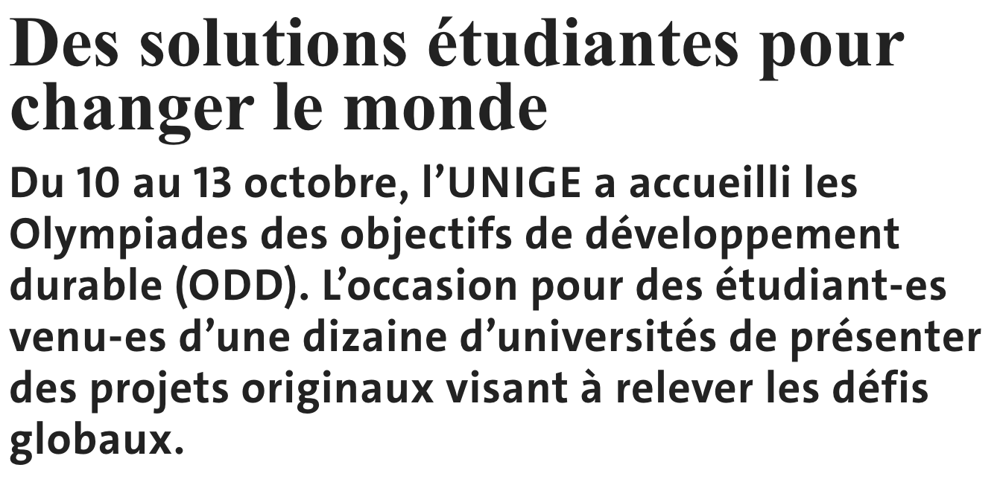 Des solutions étudiantes pour
changer le monde
Du 10 au 13 octobre, l’UNIGE a accueilli les
Olympiades des objectifs de développement
durable (ODD). L’occasion pour des étudiant-es
venu-es d’une dizaine d’universités de présenter
des projets originaux visant à relever les défis
globaux.